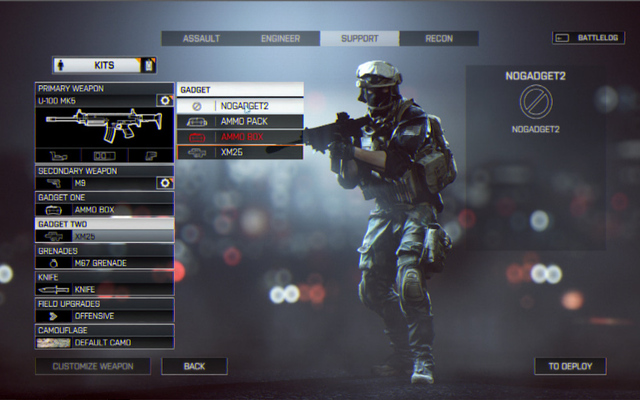 ASSAULT ENGINEER SUPPORT RECON
BATTLELOG
KITS
PRIMARY WEAPON
U-100 MK5
SECONDARY WEAPON
M9
GADGET ONE
AMMO BOX
GADGET TWO
XM25
GRENADES
M67 GRENADE
KNIFE
KNIFE
FIELD UPGRADES
OFFENSIVE
CAMOUFLAGE
DEFAULT CAMO
GADGET
NOGADGET2
AMMO PACK
AMMO BOX
XM25
NOGADGET2
NOGADGET2
CUSTOMIZE WEAPON
BACK
TO DEPLOY